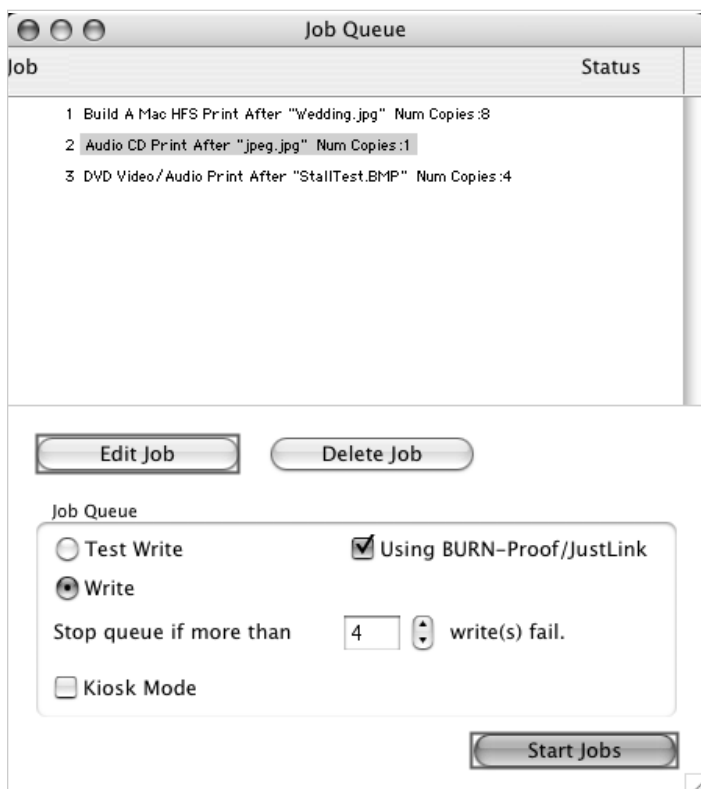 Job Queue
Job Status
1 Build A Mac HFS Print After "Wedding.jpg" Num Copies:8
2 Audio CD Print After "jpeg.jpg" Num Copies:1
3 DVD Video/Audio Print After "StallTest.BMP" Num Copies:4
Edit Job Delete Job
Job Queue
Test Write Using BURN-Proof/JustLink
Write
Stop queue if more than 4 write(s) fail.
Kiosk Mode
Start Jobs